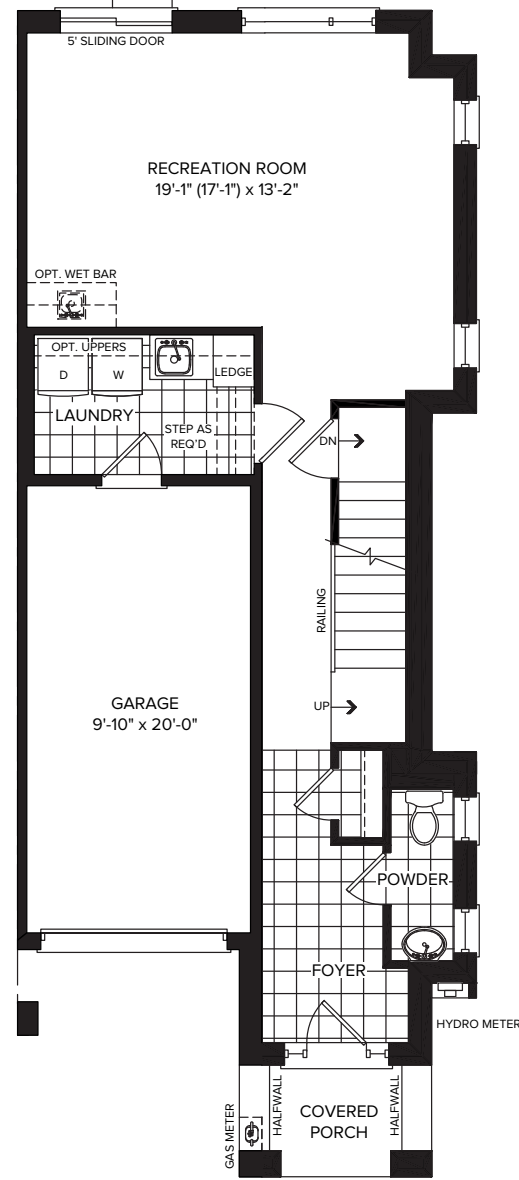 5' SLIDING DOOR
RECREATION ROOM
19'-1" (17'-1") x 13'-2"
OPT. WET BAR
OPT. UPPERS
D
W
LEDGE
LAUNDRY
STEP AS
REQ'D
DN
RAILING
UP
GARAGE
9'-10" x 20'-0"
POWDER
FOYER
HYDRO METER
GAS METER
HALFWALL
COVERED
PORCH
HALFWALL